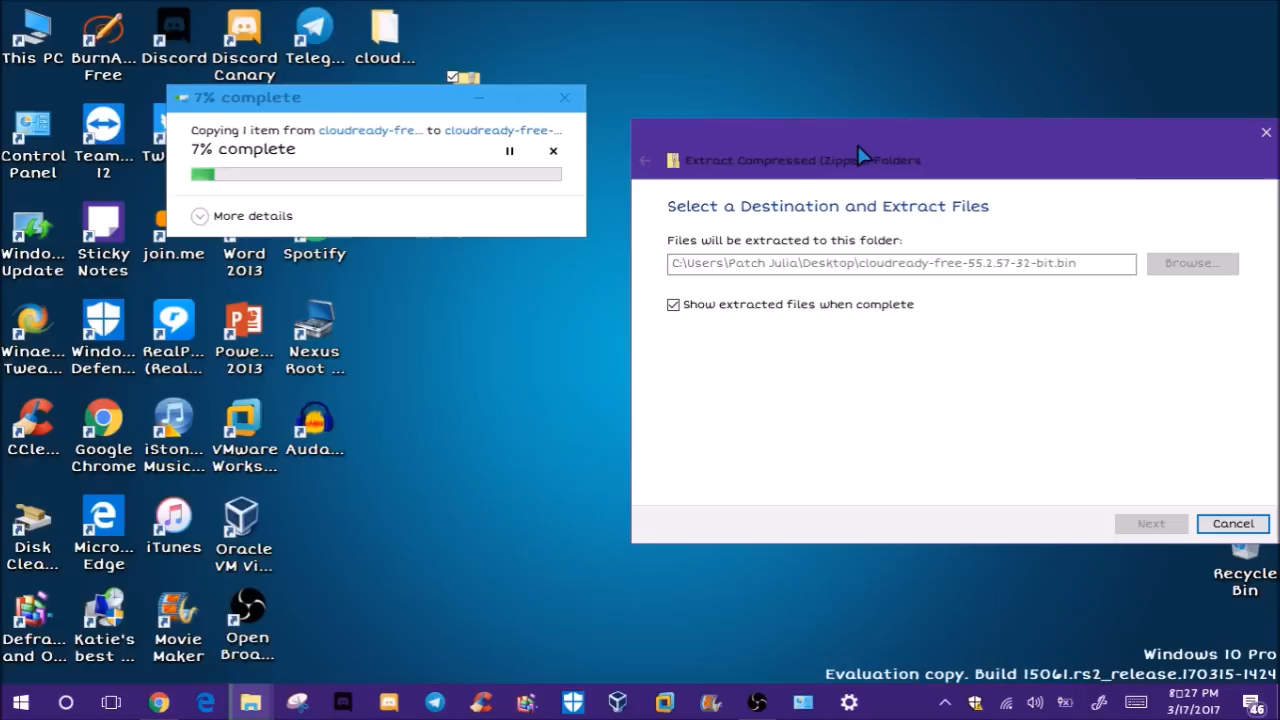 This PC
BurnA...
Free
Discord
Discord
Canary
Teleg...
cloud...
7% complete
Copying 1 item from cloudready-fre... to cloudready-free-...
7% complete
More details
Extract Compressed (Zippe Folders
Select a Destination and Extract Files
Files will be extracted to this folder:
C:\Users\Patch Julia\Desktop\cloudready-free-55.2.57-32-bit.bin
Browse...
Show extracted files when complete
Next
Cancel
Control
Panel
Team...
12
Tw
Windo...
Update
Sticky
Notes
join.me
Word
2013
Spotify
Winae...
Twea...
Windo...
Defen...
RealP...
(Real...
Powe...
2013
Nexus
Root ...
CCle...
Google
Chrome
iSton...
Music...
VMware
Works...
Auda...
Disk
Clea...
Micro...
Edge
iTunes
Oracle
VM Vi...
Defra...
and O...
Katie's
best ...
Movie
Maker
Open
Broa...
Recycle
Bin
Windows 10 Pro
Evaluation copy. Build 15061.rs2_release.170315-1424
8:27 PM
3/17/2017
46